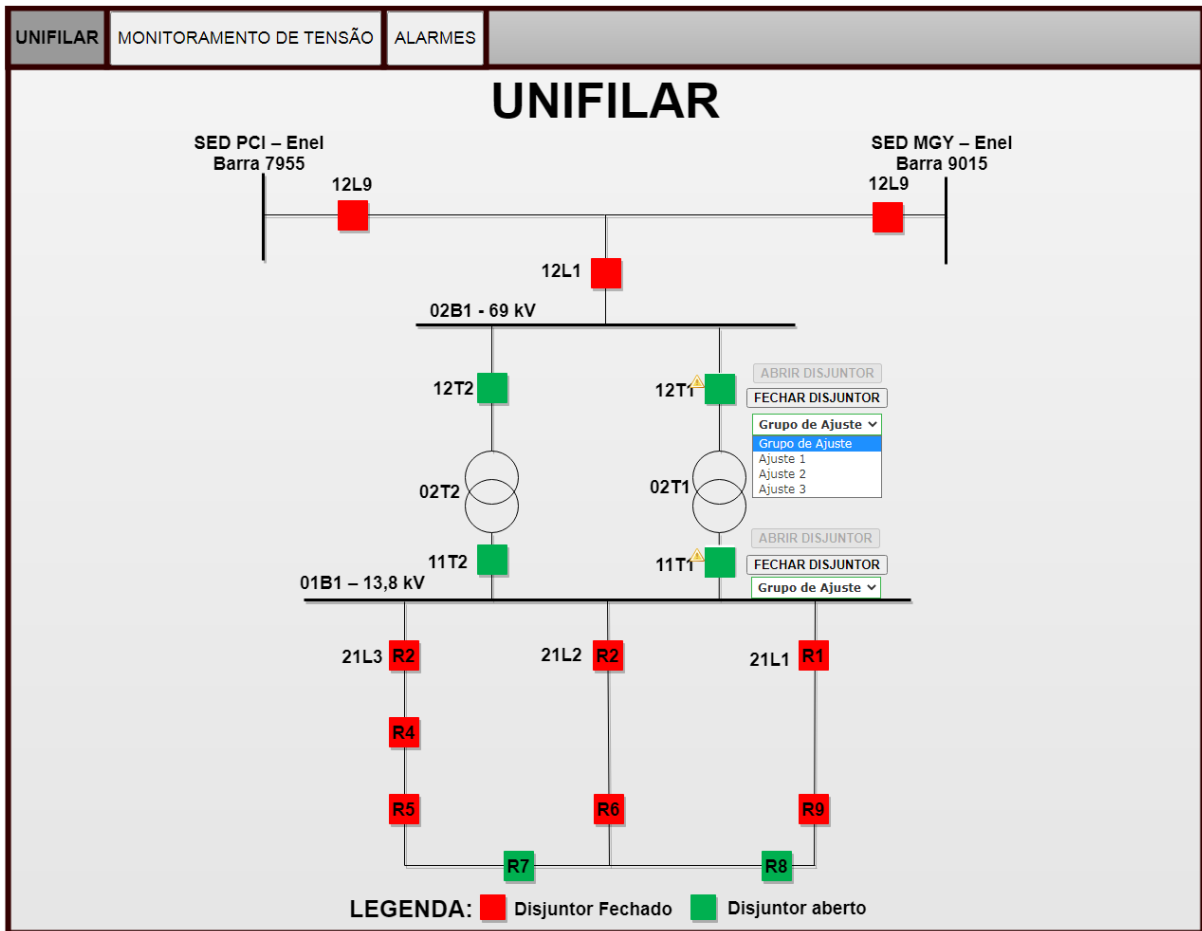 UNIFILAR
MONITORAMENTO DE TENSÃO
ALARMES
UNIFILAR
SED PCI – Enel
Barra 7955
SED MGY – Enel
Barra 9015
12L9
12L9
12L1
02B1 - 69 kV
12T2
12T1
ABRIR DISJUNTOR
FECHAR DISJUNTOR
Grupo de Ajuste
Grupo de Ajuste
Ajuste 1
Ajuste 2
Ajuste 3
02T2
02T1
11T2
11T1
ABRIR DISJUNTOR
FECHAR DISJUNTOR
Grupo de Ajuste
01B1 – 13,8 kV
21L3 R2
21L2 R2
21L1 R1
R4
R5
R6
R9
R7
R8
LEGENDA: Disjuntor Fechado Disjuntor aberto